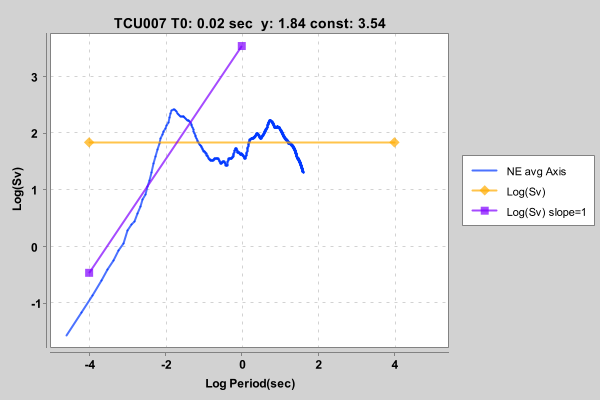 TCU007 T0: 0.02 sec  y: 1.84 const: 3.54
Log(Sv)
3
2
1
0
-1
-4
-2
0
2
4
Log Period(sec)
NE avg Axis
Log(Sv)
Log(Sv) slope=1